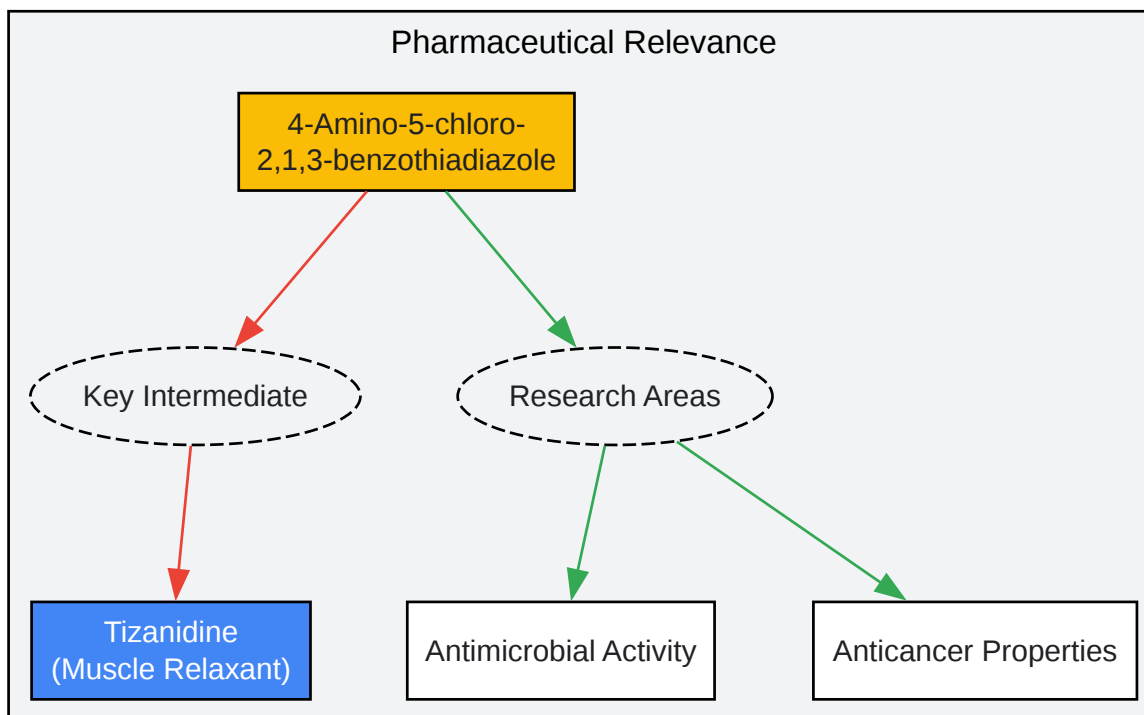 Pharmaceutical Relevance
4-Amino-5-chloro-
2,1,3-benzothiadiazole
Key Intermediate
Research Areas
Tizanidine
(Muscle Relaxant)
Antimicrobial Activity
Anticancer Properties